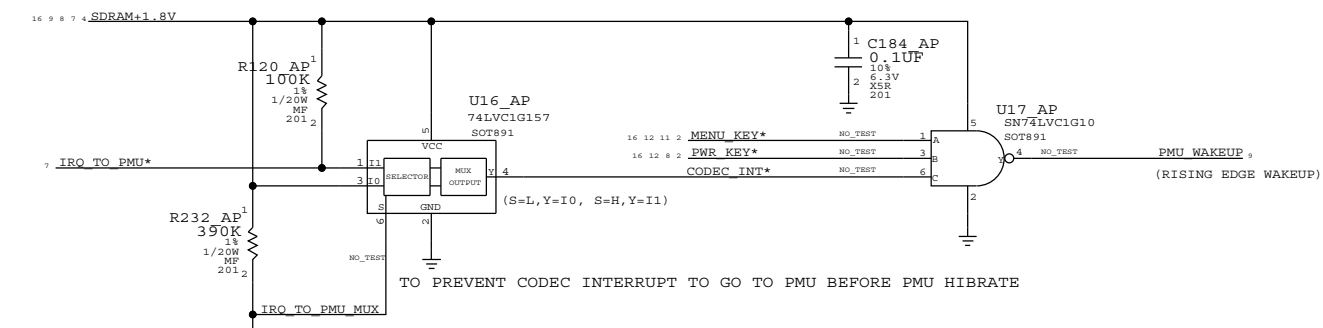 16 9 8 7 4 SDRAM+1.8V
R120_AP
100K
1%
1/20W
MF
201
1
2
U16_AP
74LVC1G157
SOT891
5
VCC
7 IRQ_TO_PMU*
1 I1
3 I0
SELECTOR
MUX
OUTPUT
Y 4
S
GND
6
2
(S=L,Y=I0, S=H,Y=I1)
1
C184_AP
0.1UF
10%
6.3V
X5R
201
2
U17_AP
SN74LVC1G10
SOT891
5
16 12 11 2 MENU_KEY* NO_TEST 1 A
16 12 8 2 PWR_KEY* NO_TEST 3 B
CODEC_INT* NO_TEST 6 C
Y 4 NO_TEST PMU_WAKEUP 9
(RISING EDGE WAKEUP)
2
R232_AP
390K
1%
1/20W
MF
201
1
2
NO_TEST
TO PREVENT CODEC INTERRUPT TO GO TO PMU BEFORE PMU HIBRATE
IRQ_TO_PMU_MUX